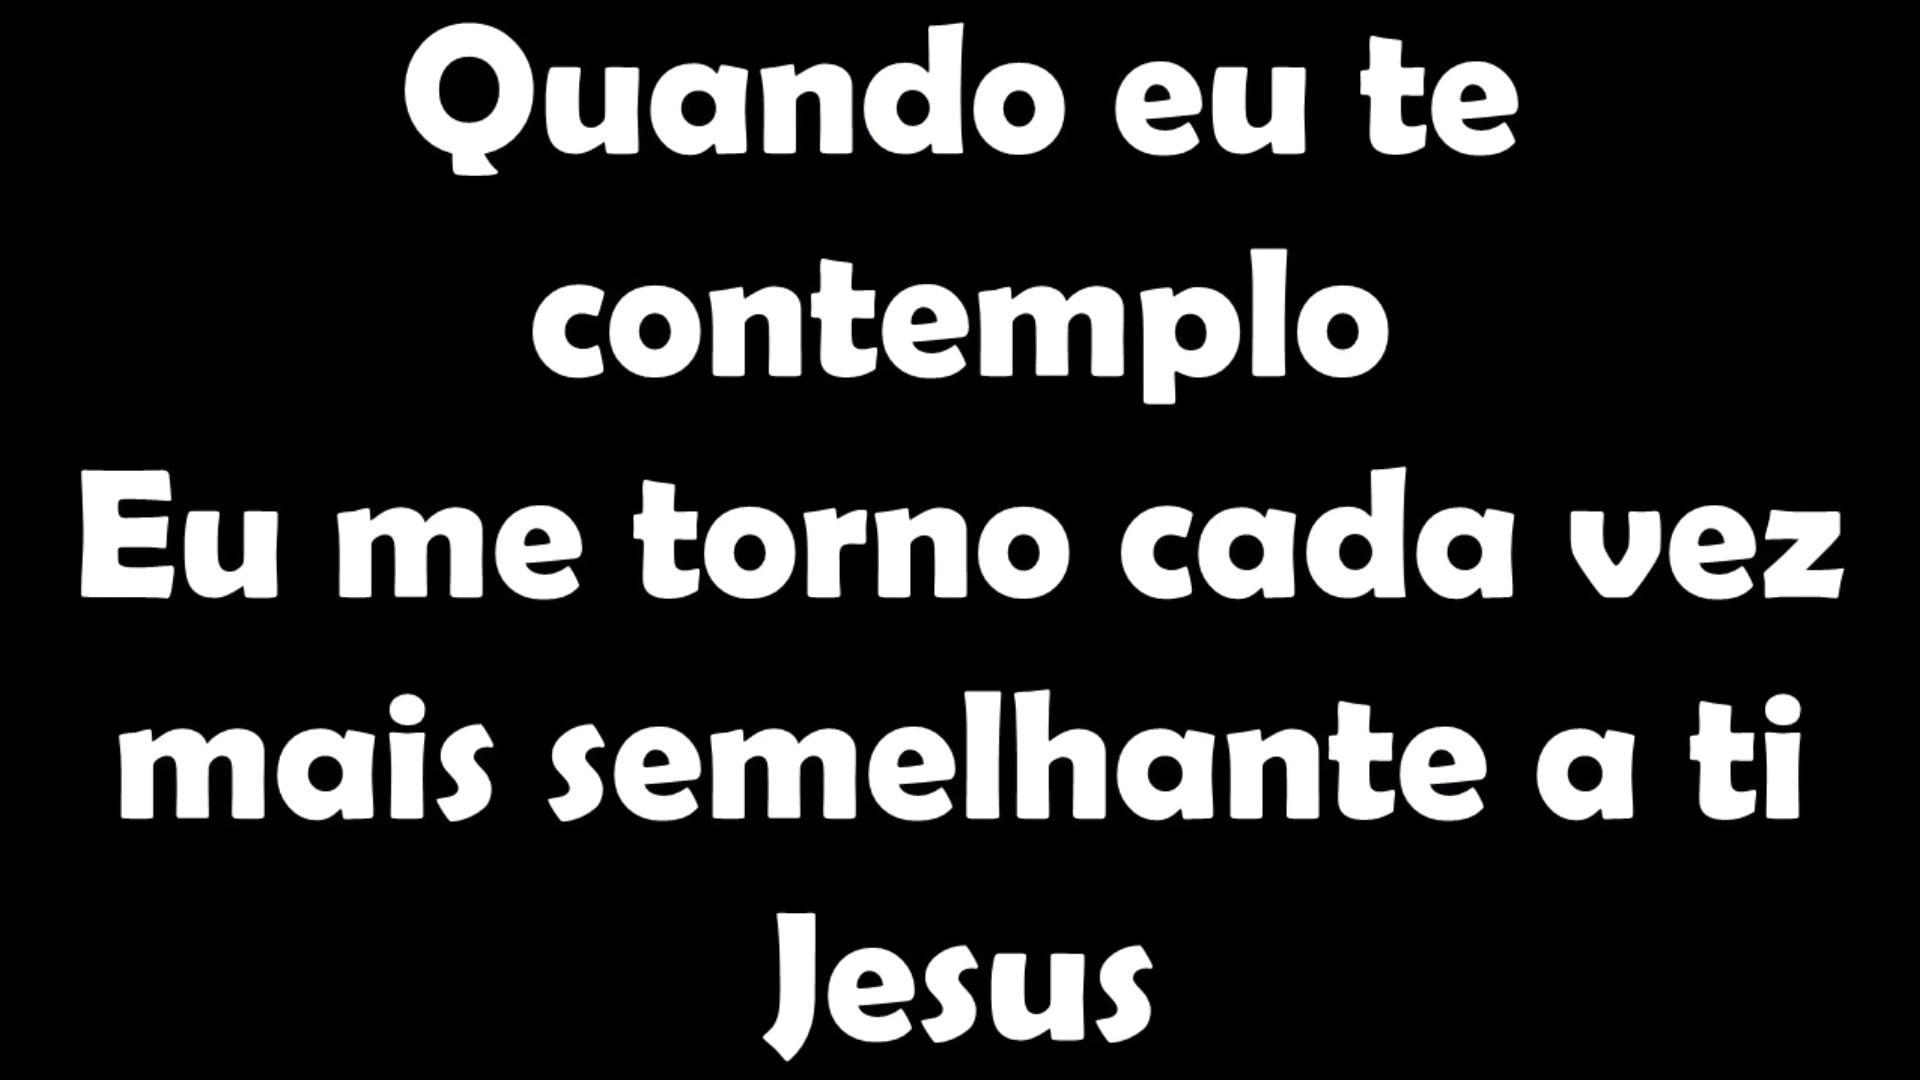 Quando eu te
contemplo
Eu me torno cada vez
mais semelhante a ti
Jesus